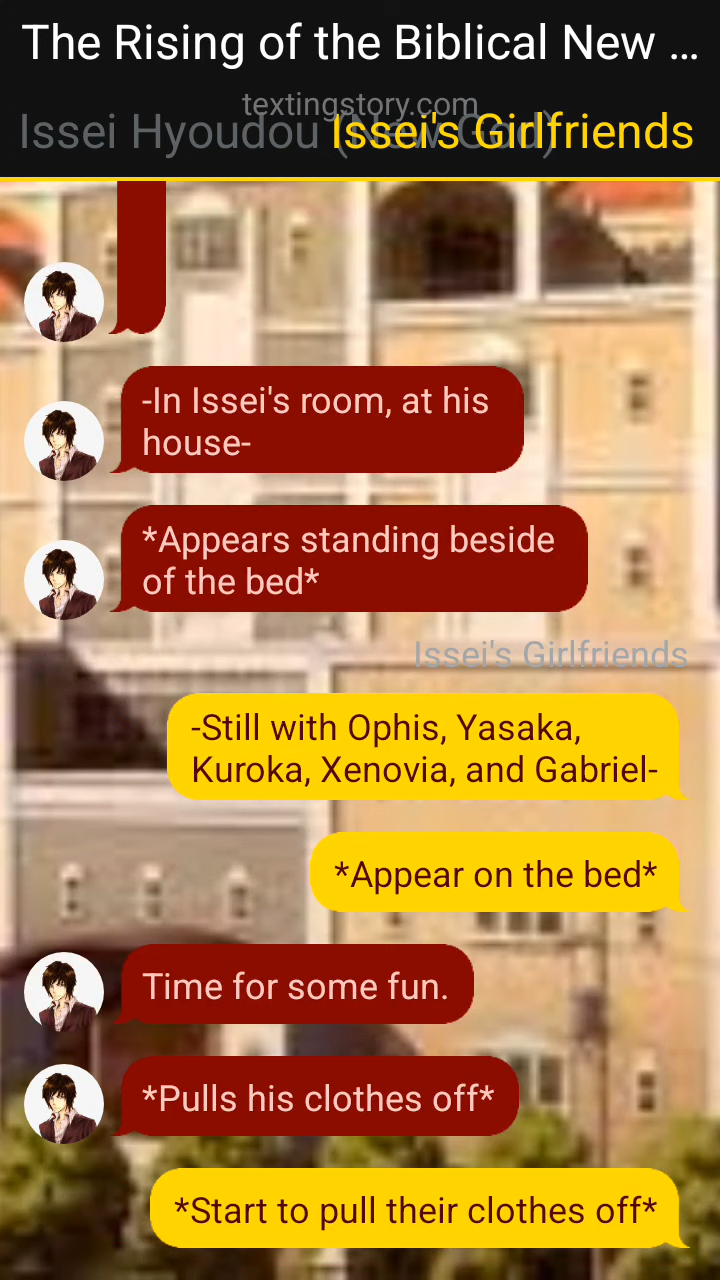 The Rising of the Biblical New ...
textingstory.com
Issei Hyoudou (New God)
Issei's Girlfriends
-In Issei's room, at his
house-
*Appears standing beside
of the bed*
Issei's Girlfriends
-Still with Ophis, Yasaka,
Kuroka, Xenovia, and Gabriel-
*Appear on the bed*
Time for some fun.
*Pulls his clothes off*
*Start to pull their clothes off*